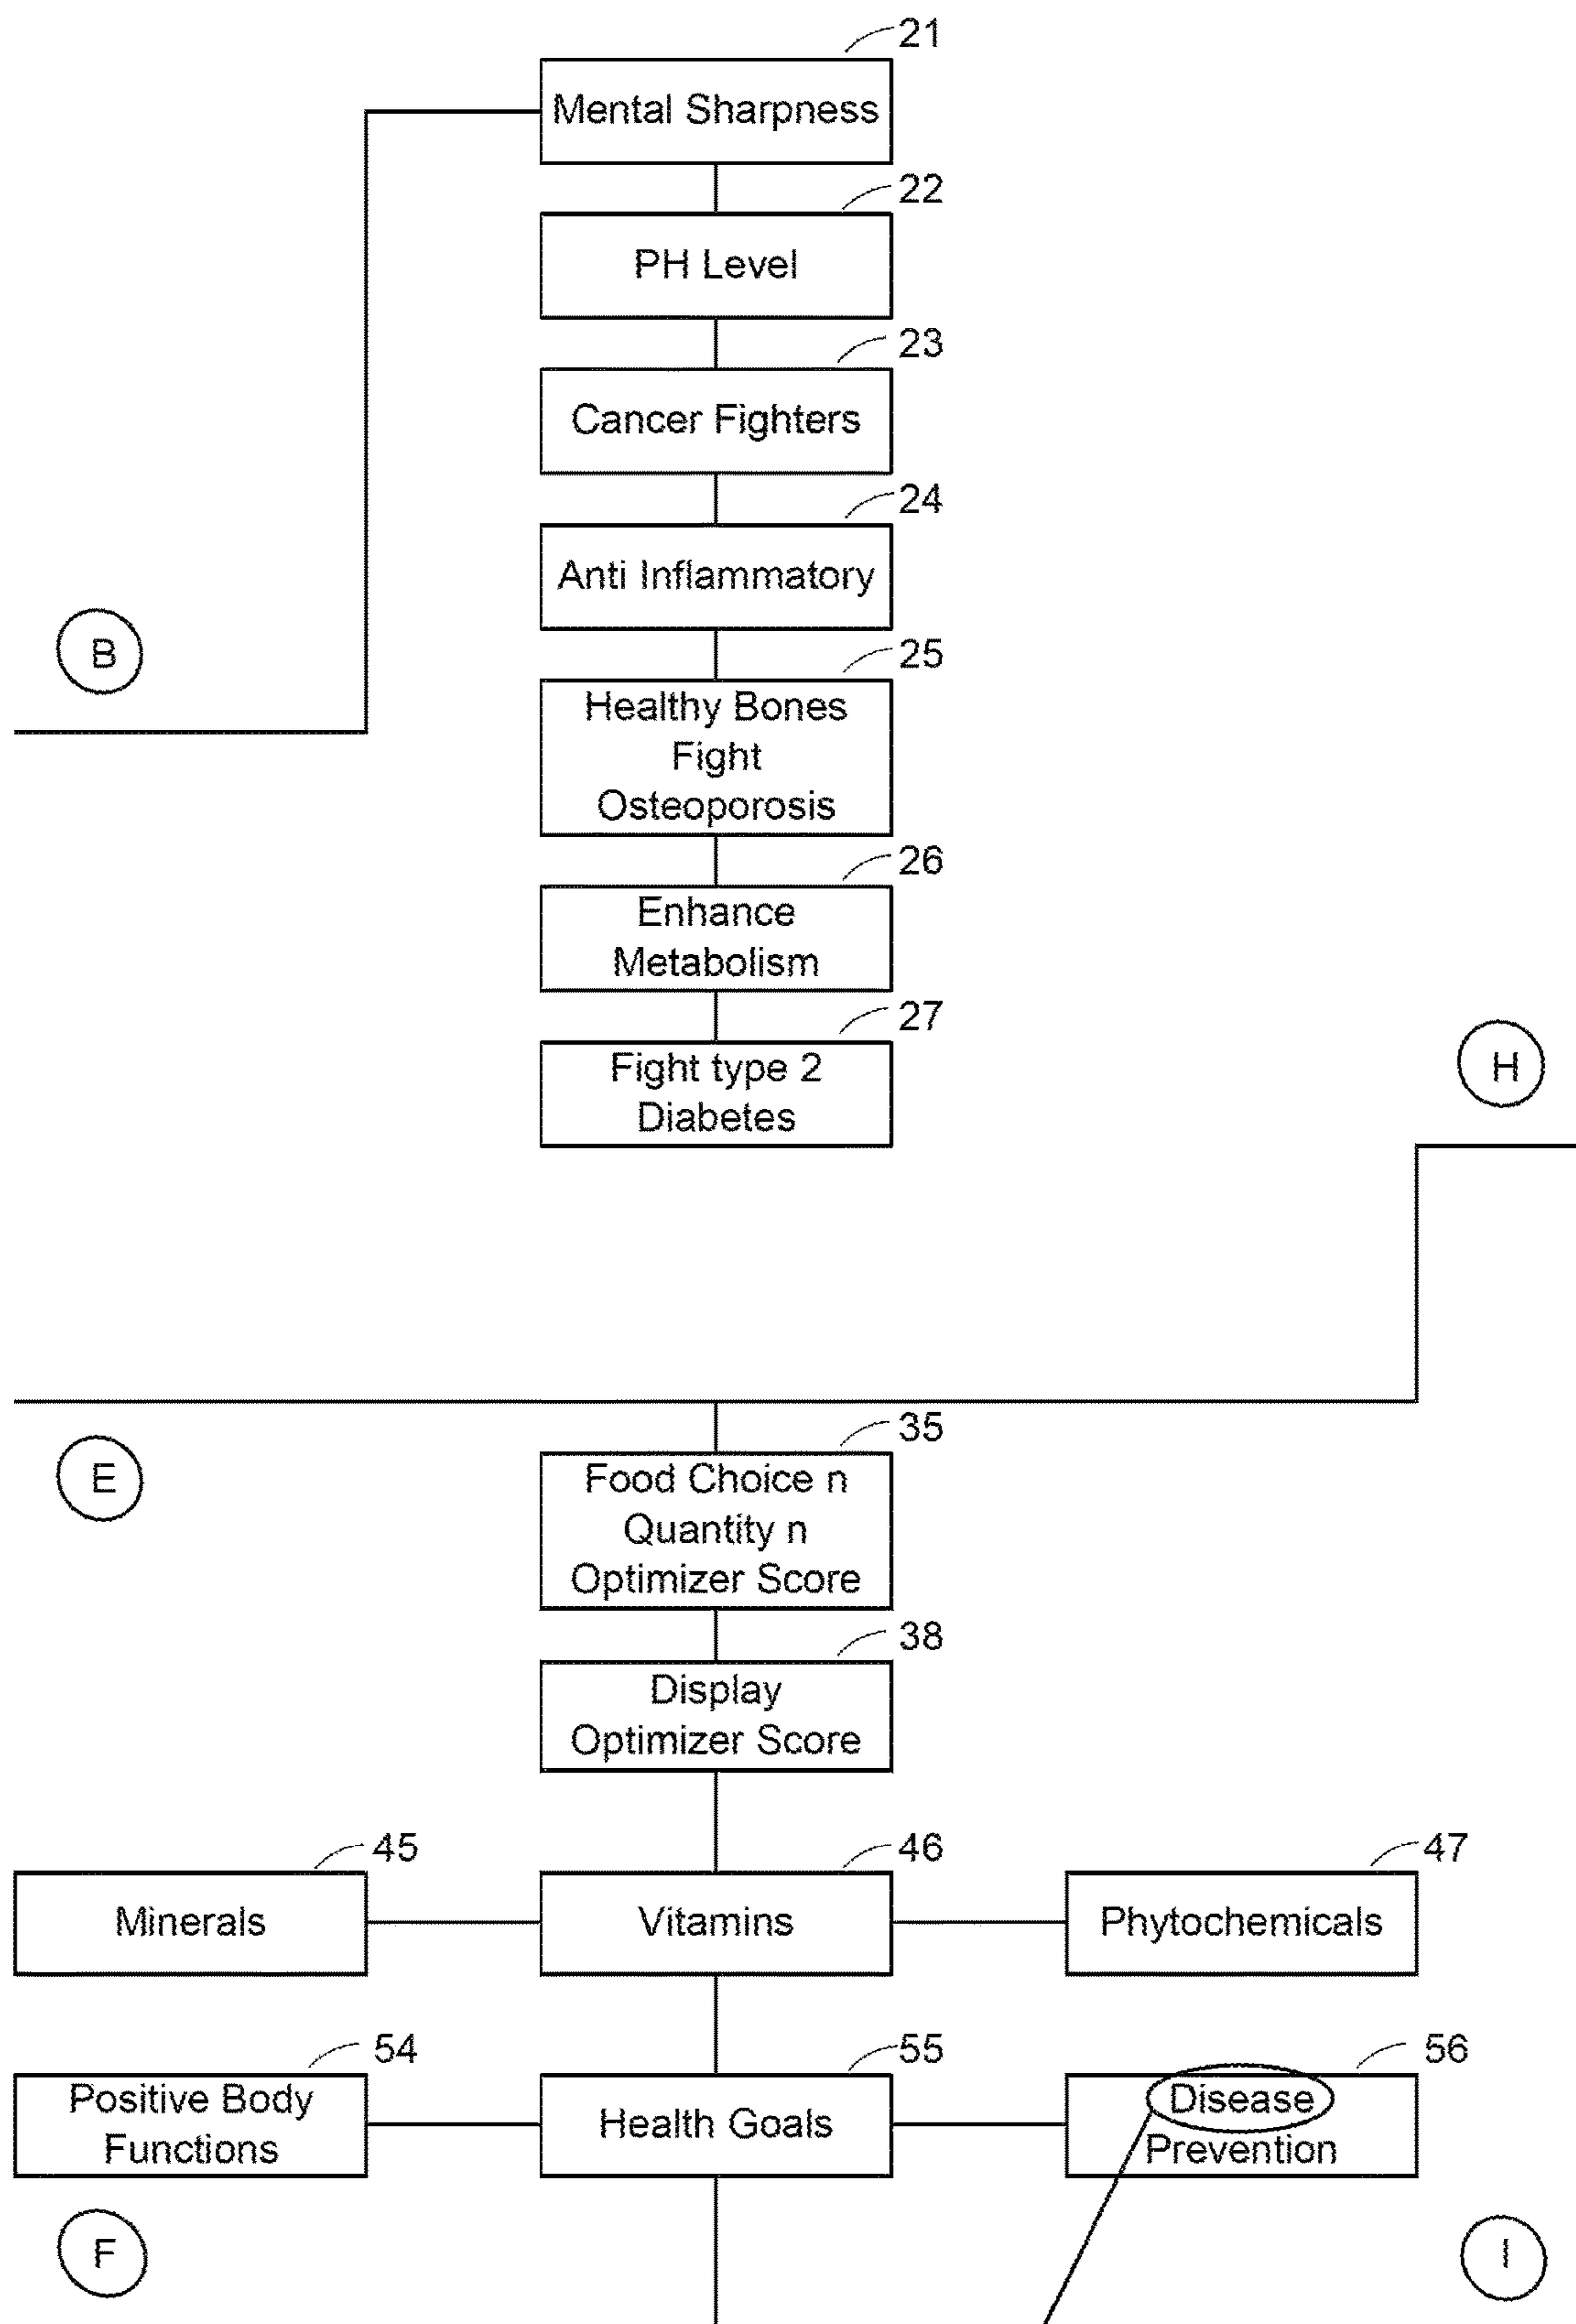 21
Mental Sharpness
22
PH Level
23
Cancer Fighters
24
Anti Inflammatory
B
25
Healthy Bones
Fight
Osteoporosis
26
Enhance
Metabolism
27
Fight type 2
Diabetes
H
E
35
Food Choice n
Quantity n
Optimizer Score
38
Display
Optimizer Score
45
Minerals
46
Vitamins
47
Phytochemicals
54
Positive Body
Functions
55
Health Goals
56
Disease
Prevention
F
I